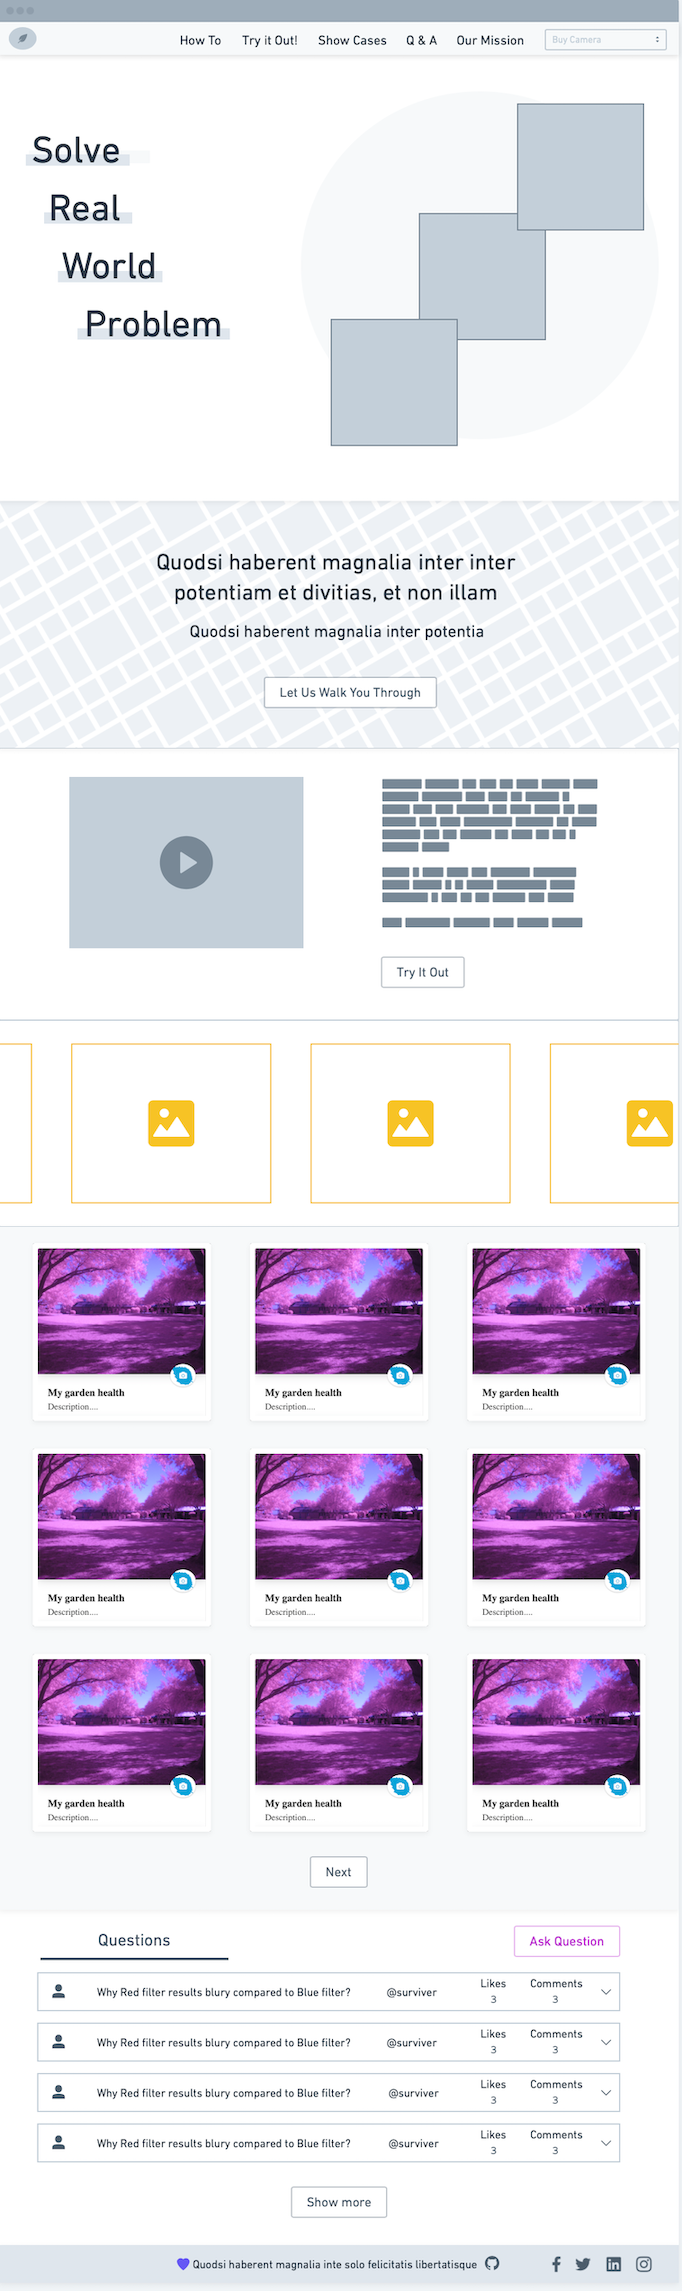 How To Try it Out! Show Cases Q & A Our Mission Buy Camera
Solve
Real
World
Problem
Quodsi haberent magnalia inter inter
potentiam et divitias, et non illam
Quodsi haberent magnalia inter potentia
Let Us Walk You Through
Try It Out
My garden health My garden health My garden health
Description.... Description.... Description....
My garden health My garden health My garden health
Description.... Description.... Description....
My garden health My garden health My garden health
Description.... Description.... Description....
Next
Questions Ask Question
Why Red filter results blury compared to Blue filter? @surviver Likes 3 Comments 3
Why Red filter results blury compared to Blue filter? @surviver Likes 3 Comments 3
Why Red filter results blury compared to Blue filter? @surviver Likes 3 Comments 3
Why Red filter results blury compared to Blue filter? @surviver Likes 3 Comments 3
Show more
Quodsi haberent magnalia inte solo felicitatis libertatisque